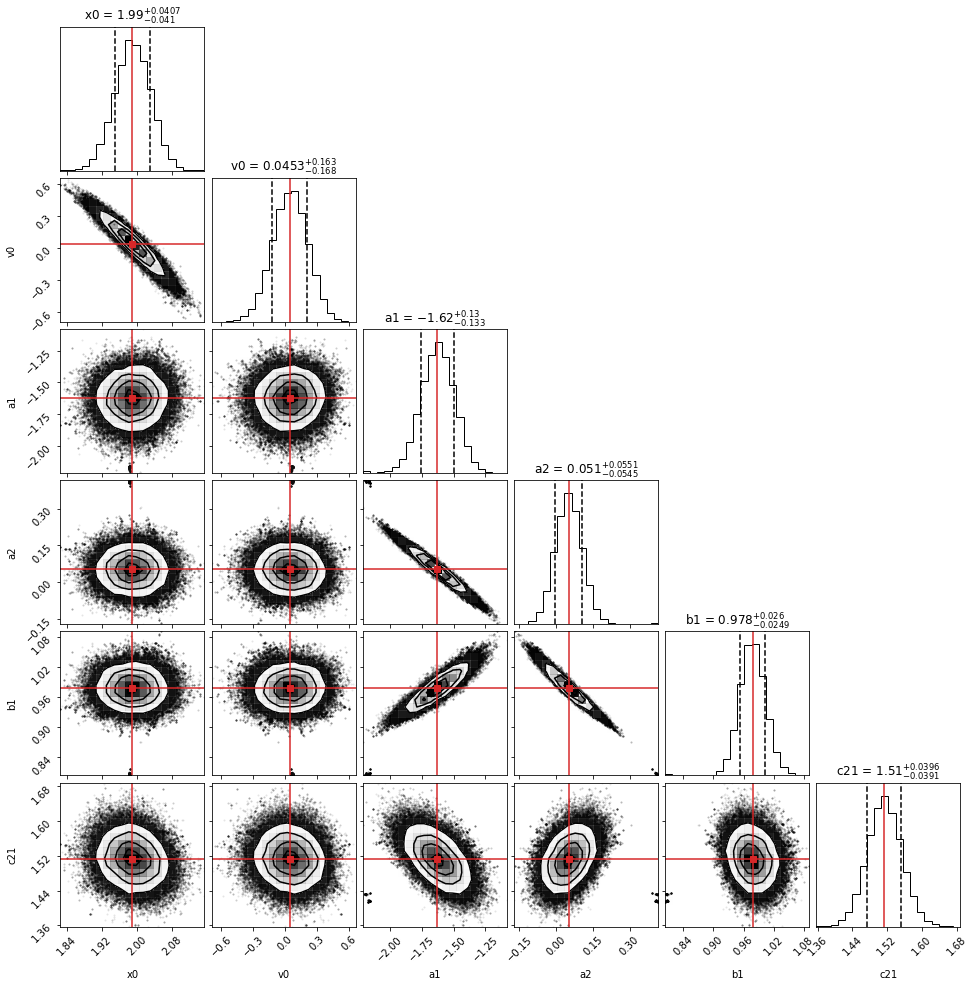 x0 = 1.99 +0.0407 −0.041
v0 = 0.0453 +0.163 −0.168
0.6
0.3
0.0
−0.3
−0.6
v0
a1 = −1.62 +0.13 −0.133
−1.25
−1.50
−1.75
−2.00
a1
a2 = 0.051 +0.0551 −0.0545
0.30
0.15
0.00
−0.15
a2
b1 = 0.978 +0.026 −0.0249
1.08
1.02
0.96
0.90
0.84
b1
c21 = 1.51 +0.0396 −0.0391
1.68
1.60
1.52
1.44
1.36
c21
1.84 1.92 2.00 2.08
−0.6 −0.3 0.0 0.3 0.6
−2.00 −1.75 −1.50 −1.25
−0.15 0.00 0.15 0.30
0.84 0.90 0.96 1.02 1.08
1.36 1.44 1.52 1.60 1.68
x0 v0 a1 a2 b1 c21